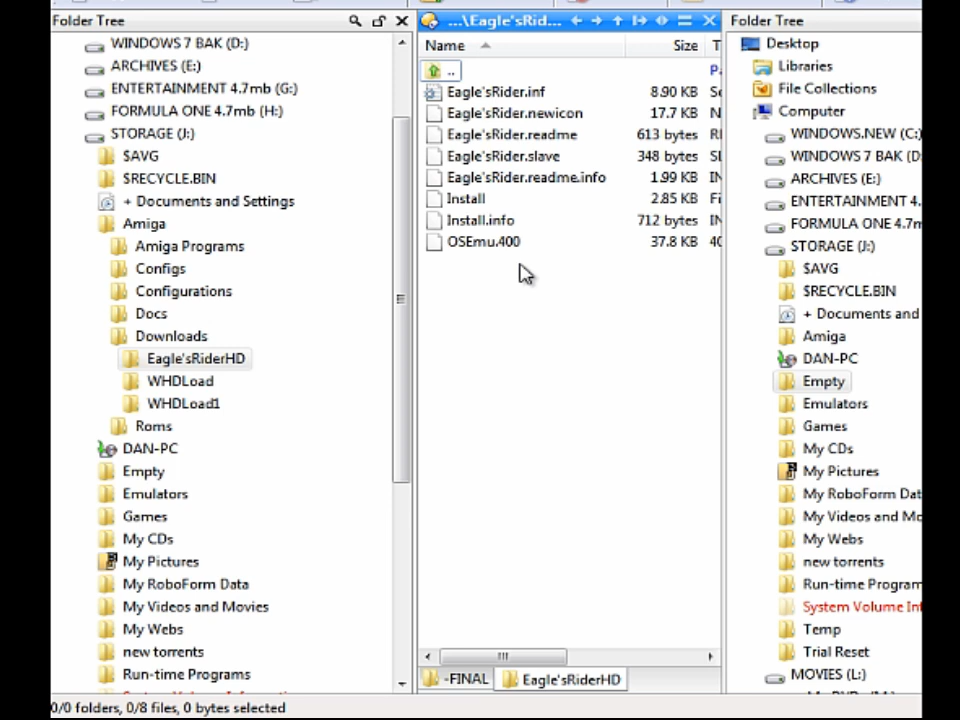 Folder Tree
WINDOWS 7 BAK (D:)
ARCHIVES (E:)
ENTERTAINMENT 4.7mb (G:)
FORMULA ONE 4.7mb (H:)
STORAGE (J:)
$AVG
$RECYCLE.BIN
+ Documents and Settings
Amiga
Amiga Programs
Configs
Configurations
Docs
Downloads
Eagle'sRiderHD
WHDLoad
WHDLoad1
Roms
DAN-PC
Empty
Emulators
Games
My CDs
My Pictures
My RoboForm Data
My Videos and Movies
My Webs
new torrents
Run-time Programs
...\Eagle'sRid...
Name Size T
.. Pa
Eagle'sRider.inf 8.90 KB Se
Eagle'sRider.newicon 17.7 KB N
Eagle'sRider.readme 613 bytes RI
Eagle'sRider.slave 348 bytes SL
Eagle'sRider.readme.info 1.99 KB IN
Install 2.85 KB Fi
Install.info 712 bytes IN
OSEmu.400 37.8 KB 40
-FINAL Eagle'sRiderHD
Folder Tree
Desktop
Libraries
File Collections
Computer
WINDOWS.NEW (C:)
WINDOWS 7 BAK (D
ARCHIVES (E:)
ENTERTAINMENT 4.
FORMULA ONE 4.7m
STORAGE (J:)
$AVG
$RECYCLE.BIN
+ Documents and
Amiga
DAN-PC
Empty
Emulators
Games
My CDs
My Pictures
My RoboForm Dat
My Videos and Mo
My Webs
new torrents
Run-time Program
System Volume Inf
Temp
Trial Reset
MOVIES (L:)
0/0 folders, 0/8 files, 0 bytes selected